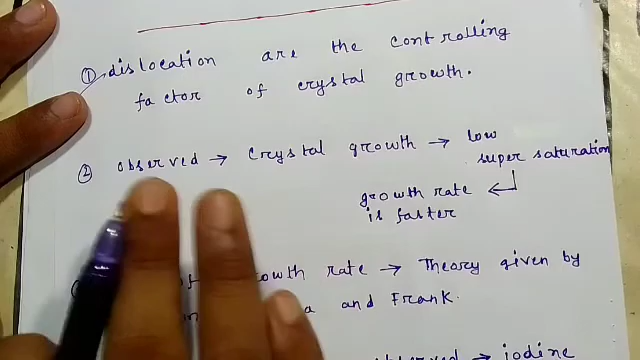 ① dislocation are the controlling
factor of crystal growth.
② observed → crystal growth → low
super saturation
growth rate ←
is faster
growth rate → Theory given by
and Frank.
→ iodine